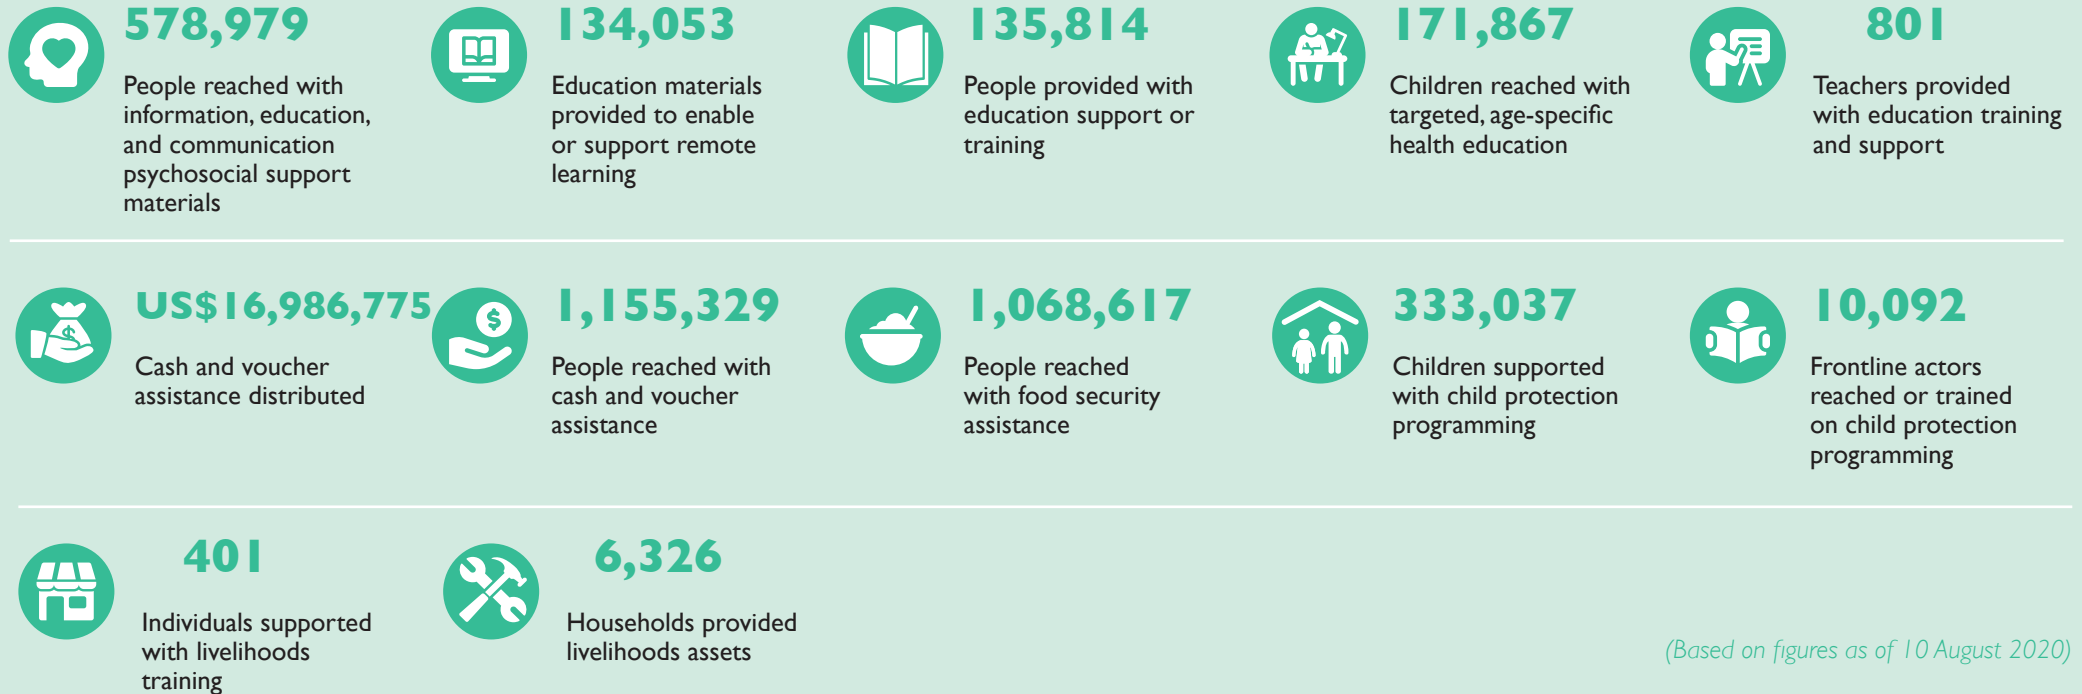 578,979
People reached with
information, education,
and communication
psychosocial support
materials
134,053
Education materials
provided to enable
or support remote
learning
135,814
People provided with
education support or
training
171,867
Children reached with
targeted, age-specific
health education
801
Teachers provided
with education training
and support
US$16,986,775
Cash and voucher
assistance distributed
1,155,329
People reached with
cash and voucher
assistance
1,068,617
People reached
with food security
assistance
333,037
Children supported
with child protection
programming
10,092
Frontline actors
reached or trained
on child protection
programming
401
Individuals supported
with livelihoods
training
6,326
Households provided
livelihoods assets
(Based on figures as of 10 August 2020)